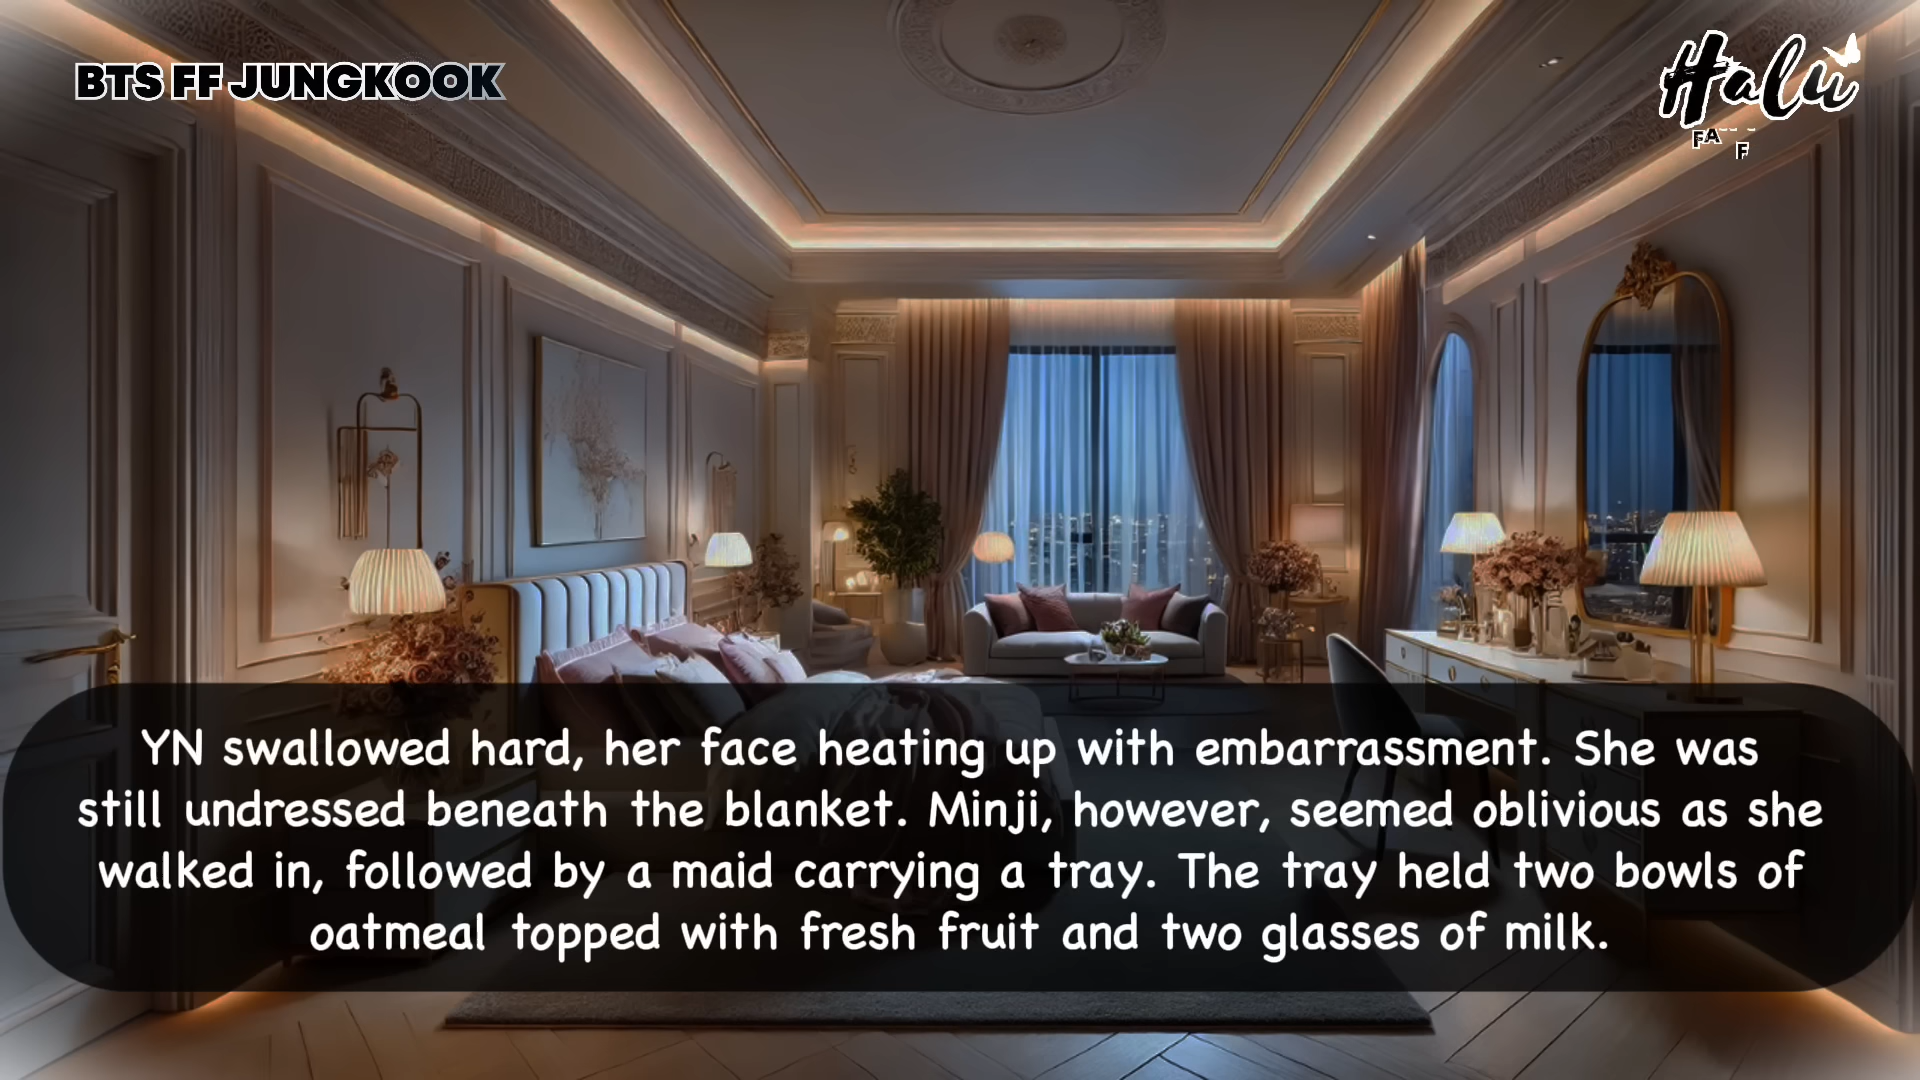 BTS FF JUNGKOOK
Halu
FA
F
YN swallowed hard, her face heating up with embarrassment. She was
still undressed beneath the blanket. Minji, however, seemed oblivious as she
walked in, followed by a maid carrying a tray. The tray held two bowls of
oatmeal topped with fresh fruit and two glasses of milk.